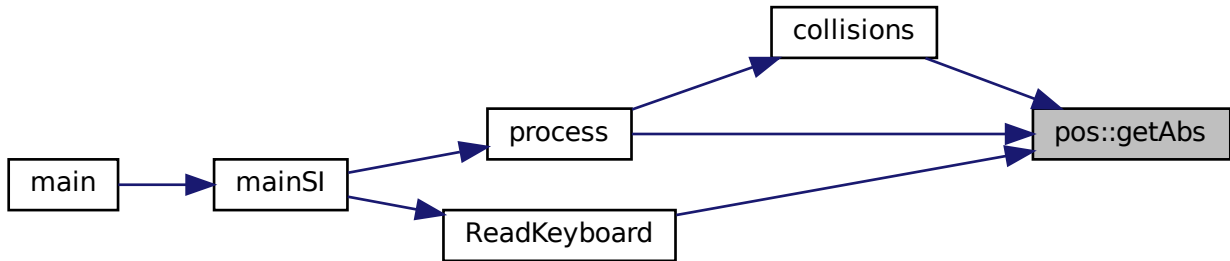 collisions
process
pos::getAbs
main
mainSI
ReadKeyboard